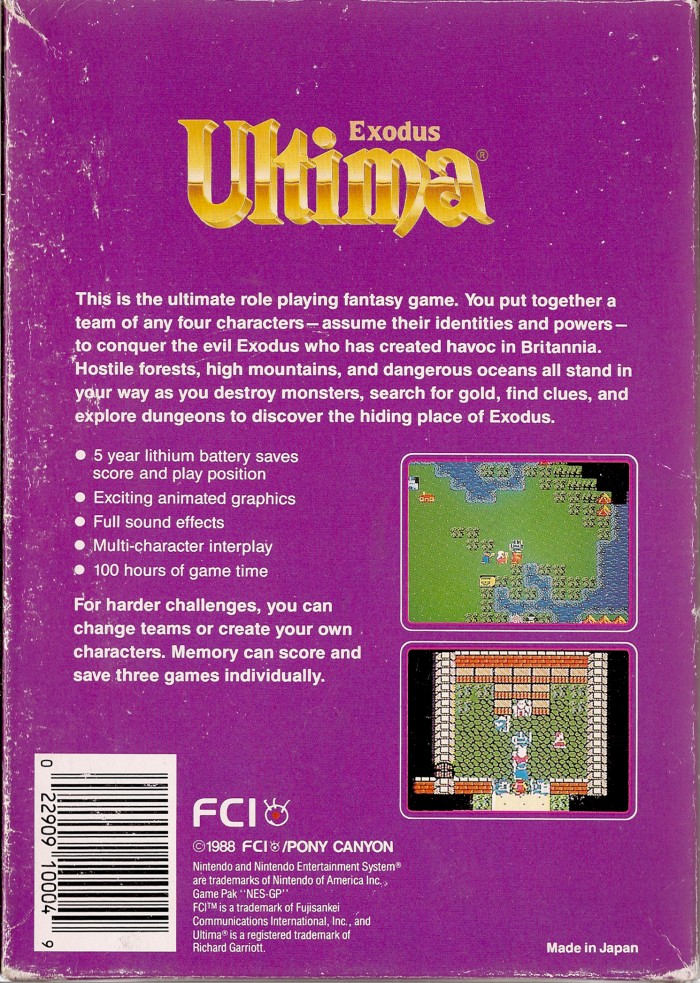 Exodus
Ultima®
This is the ultimate role playing fantasy game. You put together a
team of any four characters—assume their identities and powers—
to conquer the evil Exodus who has created havoc in Britannia.
Hostile forests, high mountains, and dangerous oceans all stand in
your way as you destroy monsters, search for gold, find clues, and
explore dungeons to discover the hiding place of Exodus.
● 5 year lithium battery saves
score and play position
● Exciting animated graphics
● Full sound effects
● Multi-character interplay
● 100 hours of game time
For harder challenges, you can
change teams or create your own
characters. Memory can score and
save three games individually.
0 22909 10004 9
FCI
©1988 FCI/PONY CANYON
Nintendo and Nintendo Entertainment System®
are trademarks of Nintendo of America Inc.
Game Pak "NES-GP"
FCI™ is a trademark of Fujisankei
Communications International, Inc., and
Ultima® is a registered trademark of
Richard Garriott.
Made in Japan